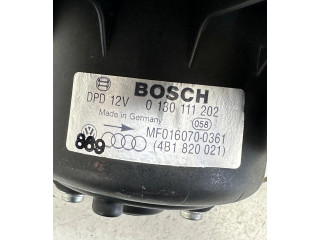 BOSCH
DPD 12V 0 130 111 202
Made in Germany 058
MF016070-0361
869 (4B1 820 021)